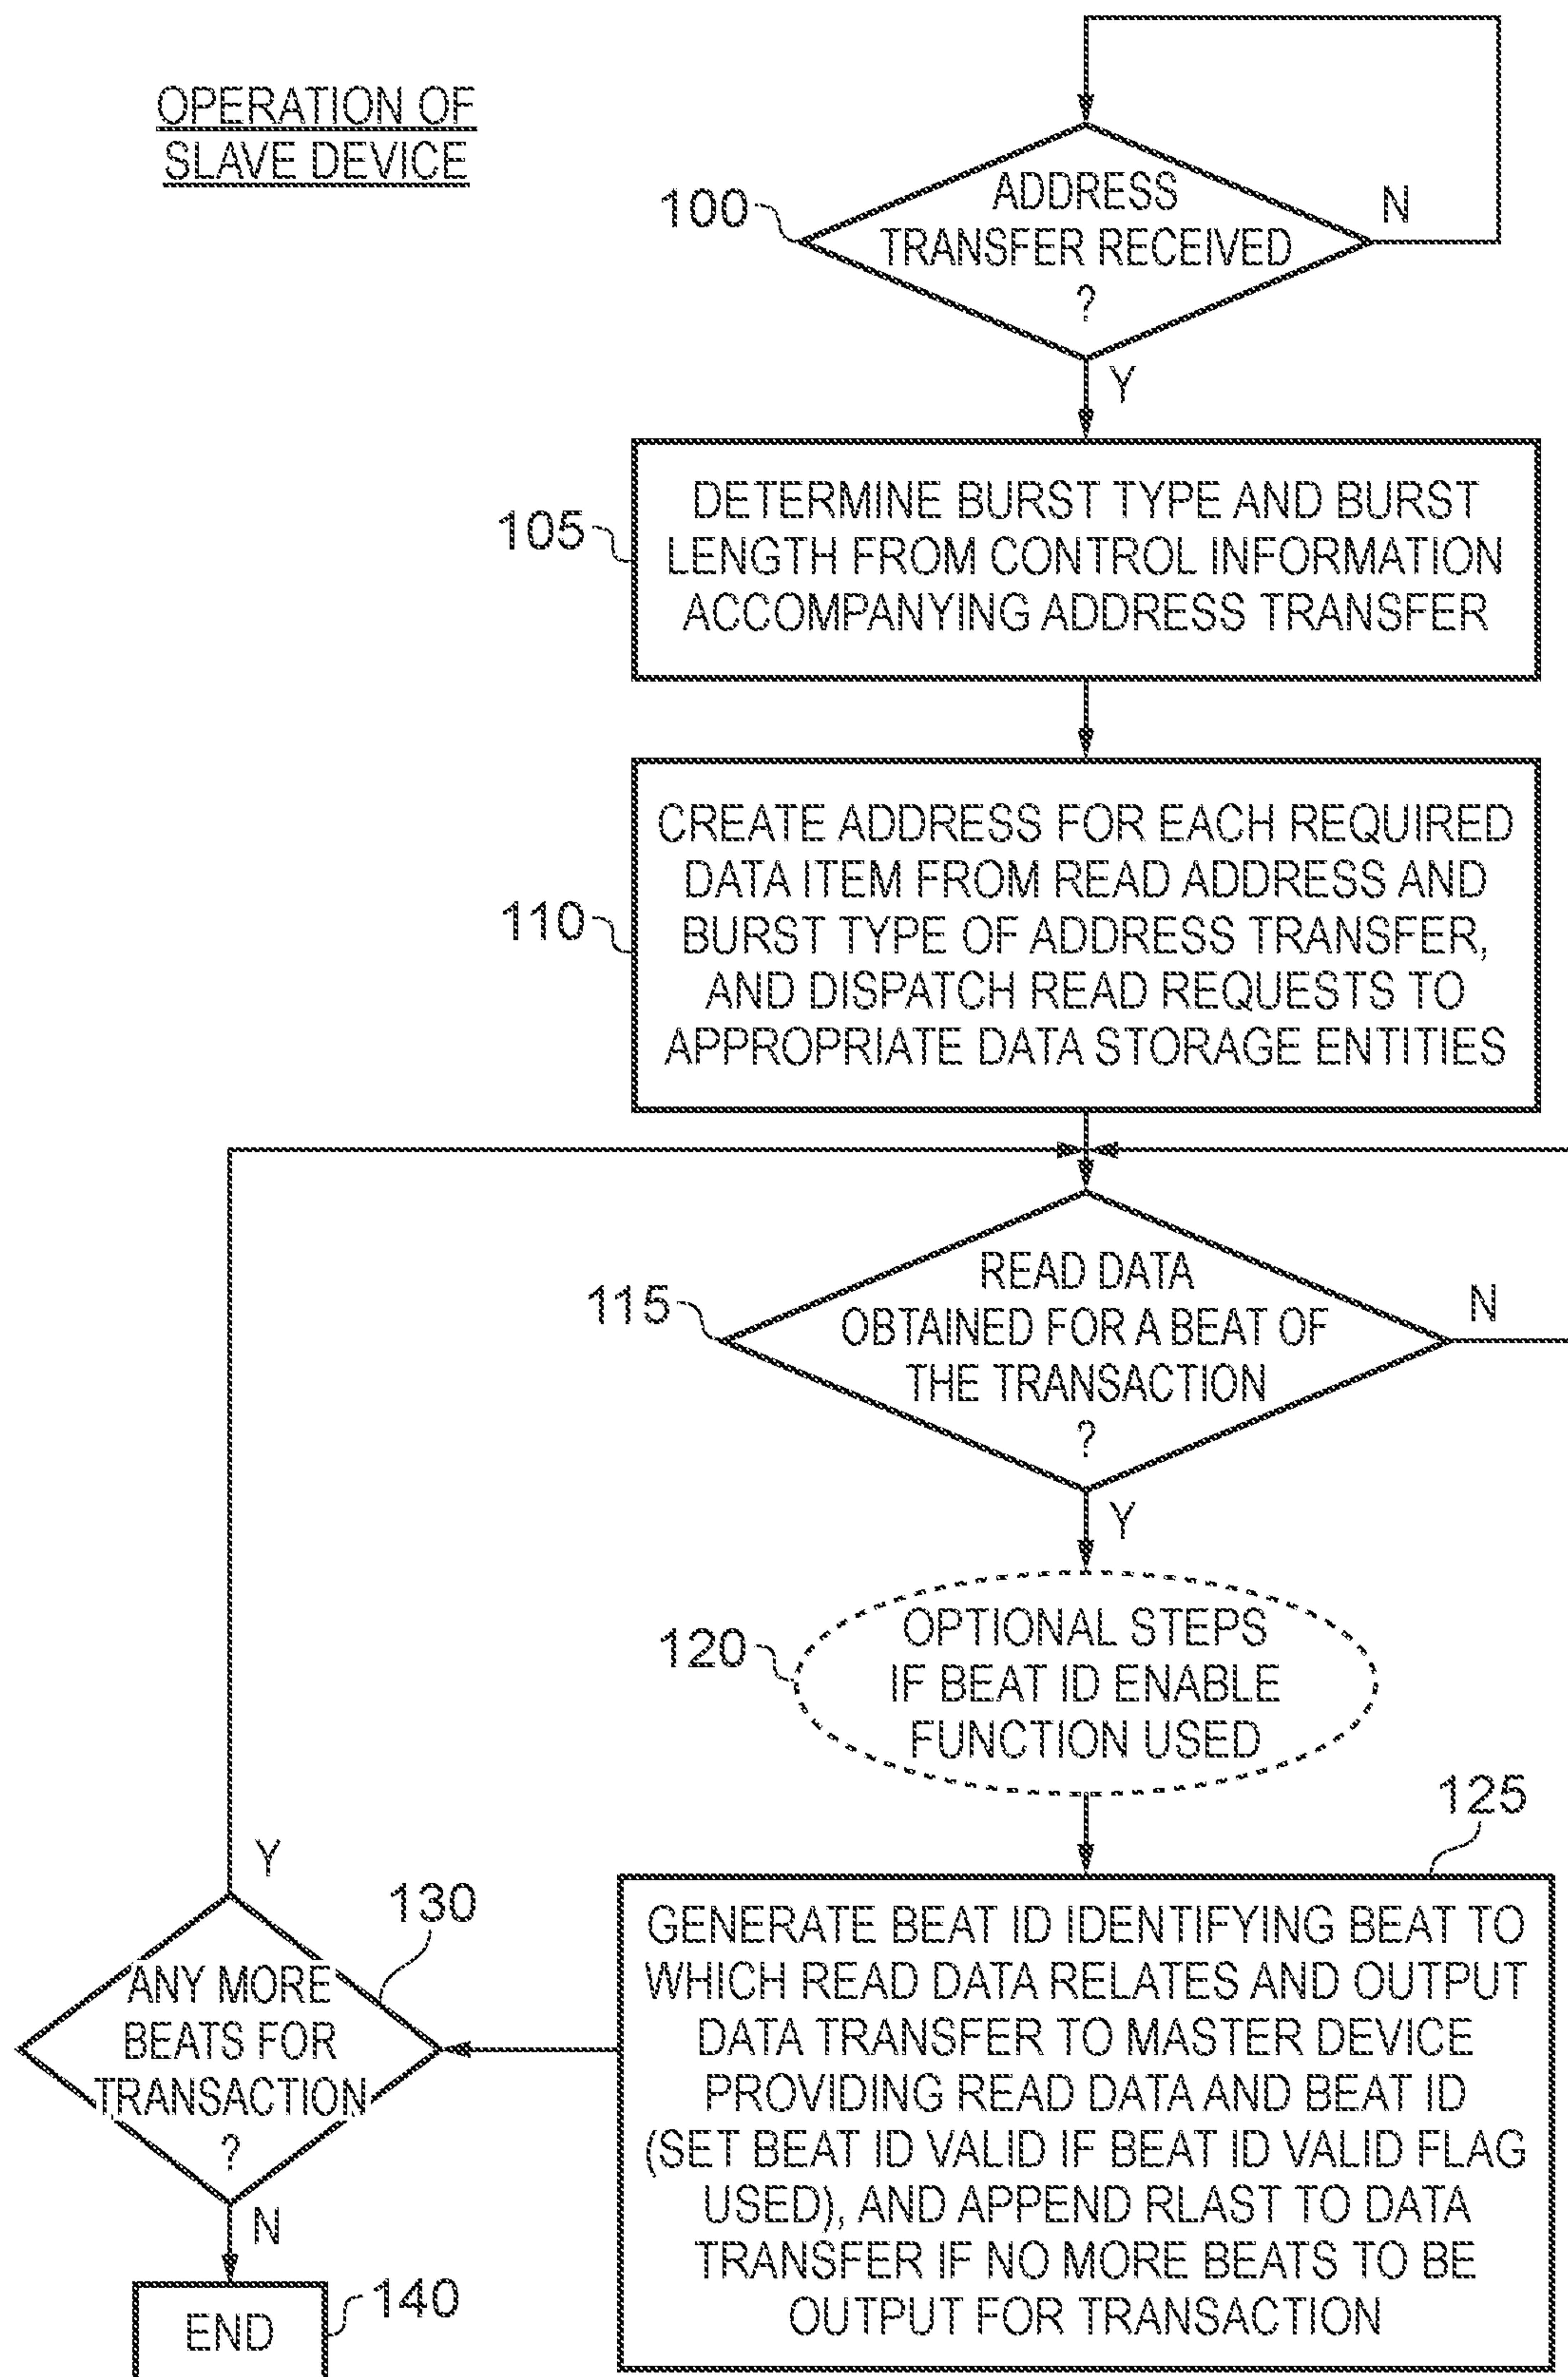 OPERATION OF
SLAVE DEVICE
100
ADDRESS
TRANSFER RECEIVED
?
N
Y
105
DETERMINE BURST TYPE AND BURST
LENGTH FROM CONTROL INFORMATION
ACCOMPANYING ADDRESS TRANSFER
110
CREATE ADDRESS FOR EACH REQUIRED
DATA ITEM FROM READ ADDRESS AND
BURST TYPE OF ADDRESS TRANSFER,
AND DISPATCH READ REQUESTS TO
APPROPRIATE DATA STORAGE ENTITIES
115
READ DATA
OBTAINED FOR A BEAT OF
THE TRANSACTION
?
N
Y
120
OPTIONAL STEPS
IF BEAT ID ENABLE
FUNCTION USED
125
GENERATE BEAT ID IDENTIFYING BEAT TO
WHICH READ DATA RELATES AND OUTPUT
DATA TRANSFER TO MASTER DEVICE
PROVIDING READ DATA AND BEAT ID
(SET BEAT ID VALID IF BEAT ID VALID FLAG
USED), AND APPEND RLAST TO DATA
TRANSFER IF NO MORE BEATS TO BE
OUTPUT FOR TRANSACTION
Y
130
ANY MORE
BEATS FOR
TRANSACTION
?
N
END
140